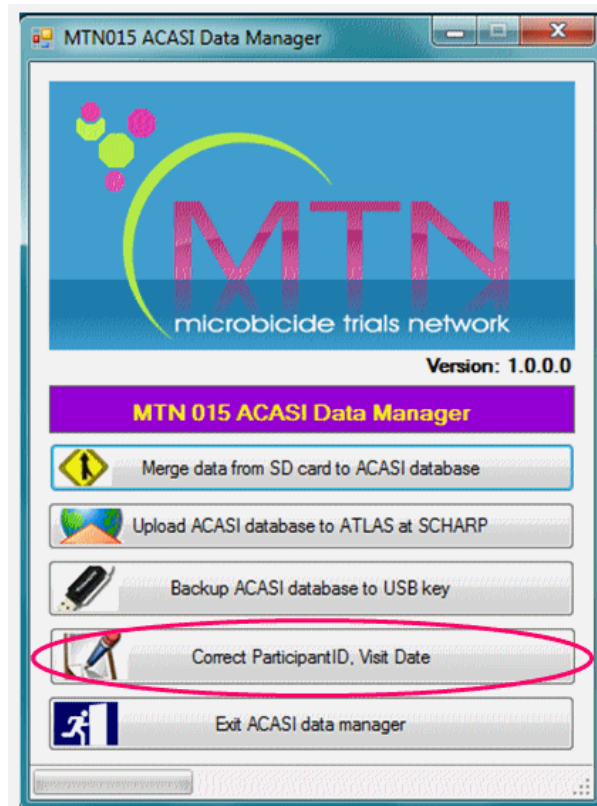 MTN015 ACASI Data Manager
MTN
microbicide trials network
Version: 1.0.0.0
MTN 015 ACASI Data Manager
Merge data from SD card to ACASI database
Upload ACASI database to ATLAS at SCHARP
Backup ACASI database to USB key
Correct ParticipantID, Visit Date
Exit ACASI data manager